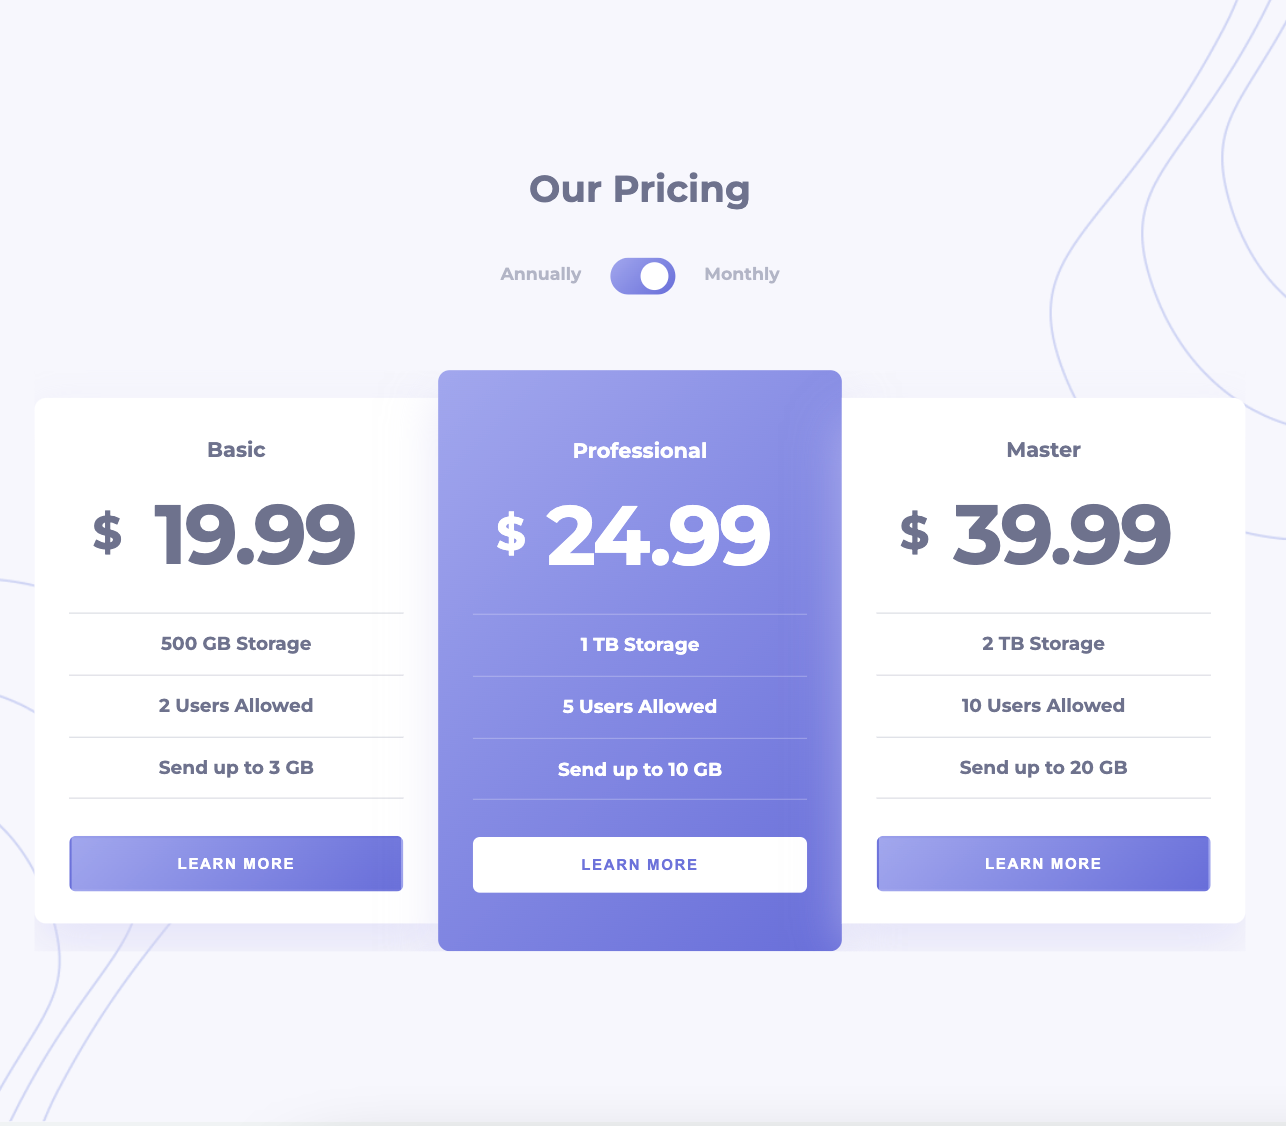 Our Pricing
Annually Monthly
Basic
$ 19.99
500 GB Storage
2 Users Allowed
Send up to 3 GB
LEARN MORE
Professional
$ 24.99
1 TB Storage
5 Users Allowed
Send up to 10 GB
LEARN MORE
Master
$ 39.99
2 TB Storage
10 Users Allowed
Send up to 20 GB
LEARN MORE